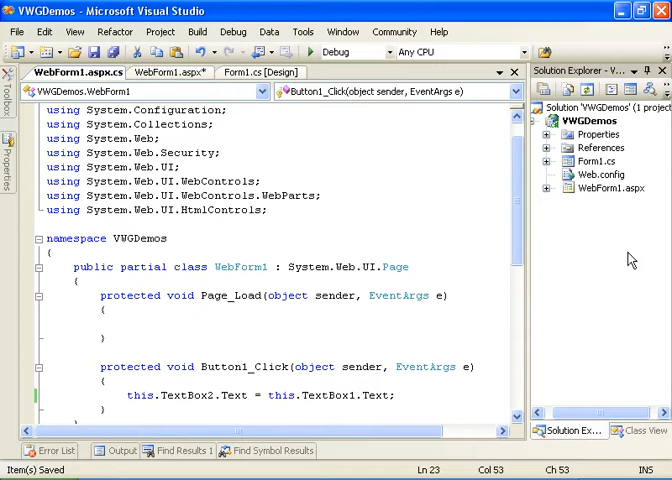 VWGDemos - Microsoft Visual Studio
File Edit View Refactor Project Build Debug Data Tools Window Community Help
Debug Any CPU
WebForm1.aspx.cs WebForm1.aspx* Form1.cs [Design]
VWGDemos.WebForm1 Button1_Click(object sender, EventArgs e)
using System.Configuration;
using System.Collections;
using System.Web;
using System.Web.Security;
using System.Web.UI;
using System.Web.UI.WebControls;
using System.Web.UI.WebControls.WebParts;
using System.Web.UI.HtmlControls;
namespace VWGDemos
{
public partial class WebForm1 : System.Web.UI.Page
{
protected void Page_Load(object sender, EventArgs e)
{
}
protected void Button1_Click(object sender, EventArgs e)
{
this.TextBox2.Text = this.TextBox1.Text;
}
Toolbox
Properties
Solution Explorer - VWGDemos
Solution 'VWGDemos' (1 project
VWGDemos
Properties
References
Form1.cs
Web.config
WebForm1.aspx
Solution Ex... Class View
Error List Output Find Results 1 Find Symbol Results
Item(s) Saved Ln 23 Col 53 Ch 53 INS